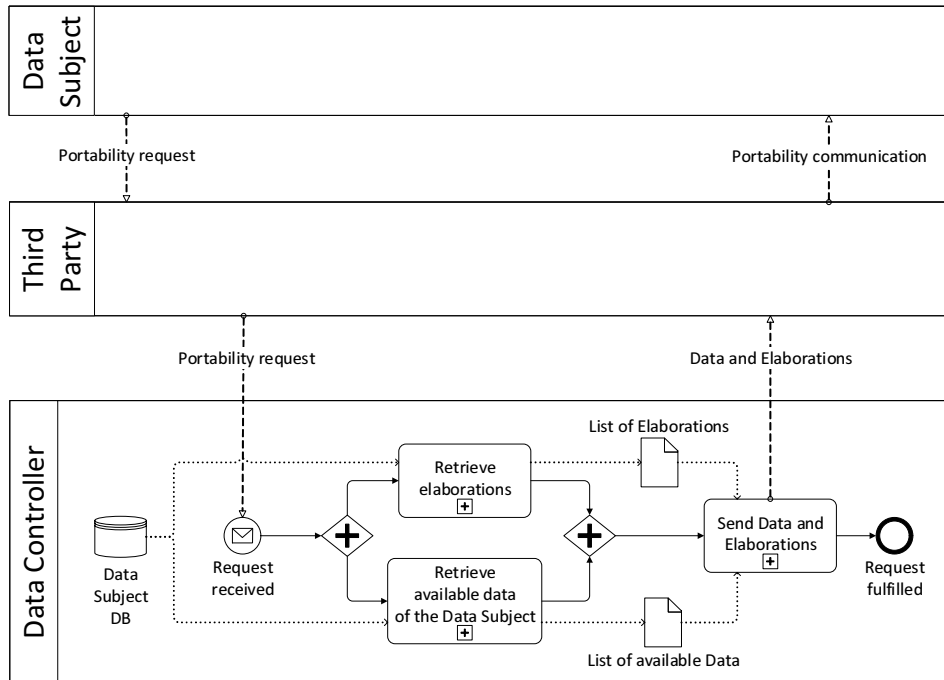 Data
Subject
Portability request
Portability communication
Third
Party
Portability request
Data and Elaborations
Data Controller
List of Elaborations
Retrieve
elaborations
Data
Subject
DB
Request
received
Send Data and
Elaborations
Request
fulfilled
Retrieve
available data
of the Data Subject
List of available Data